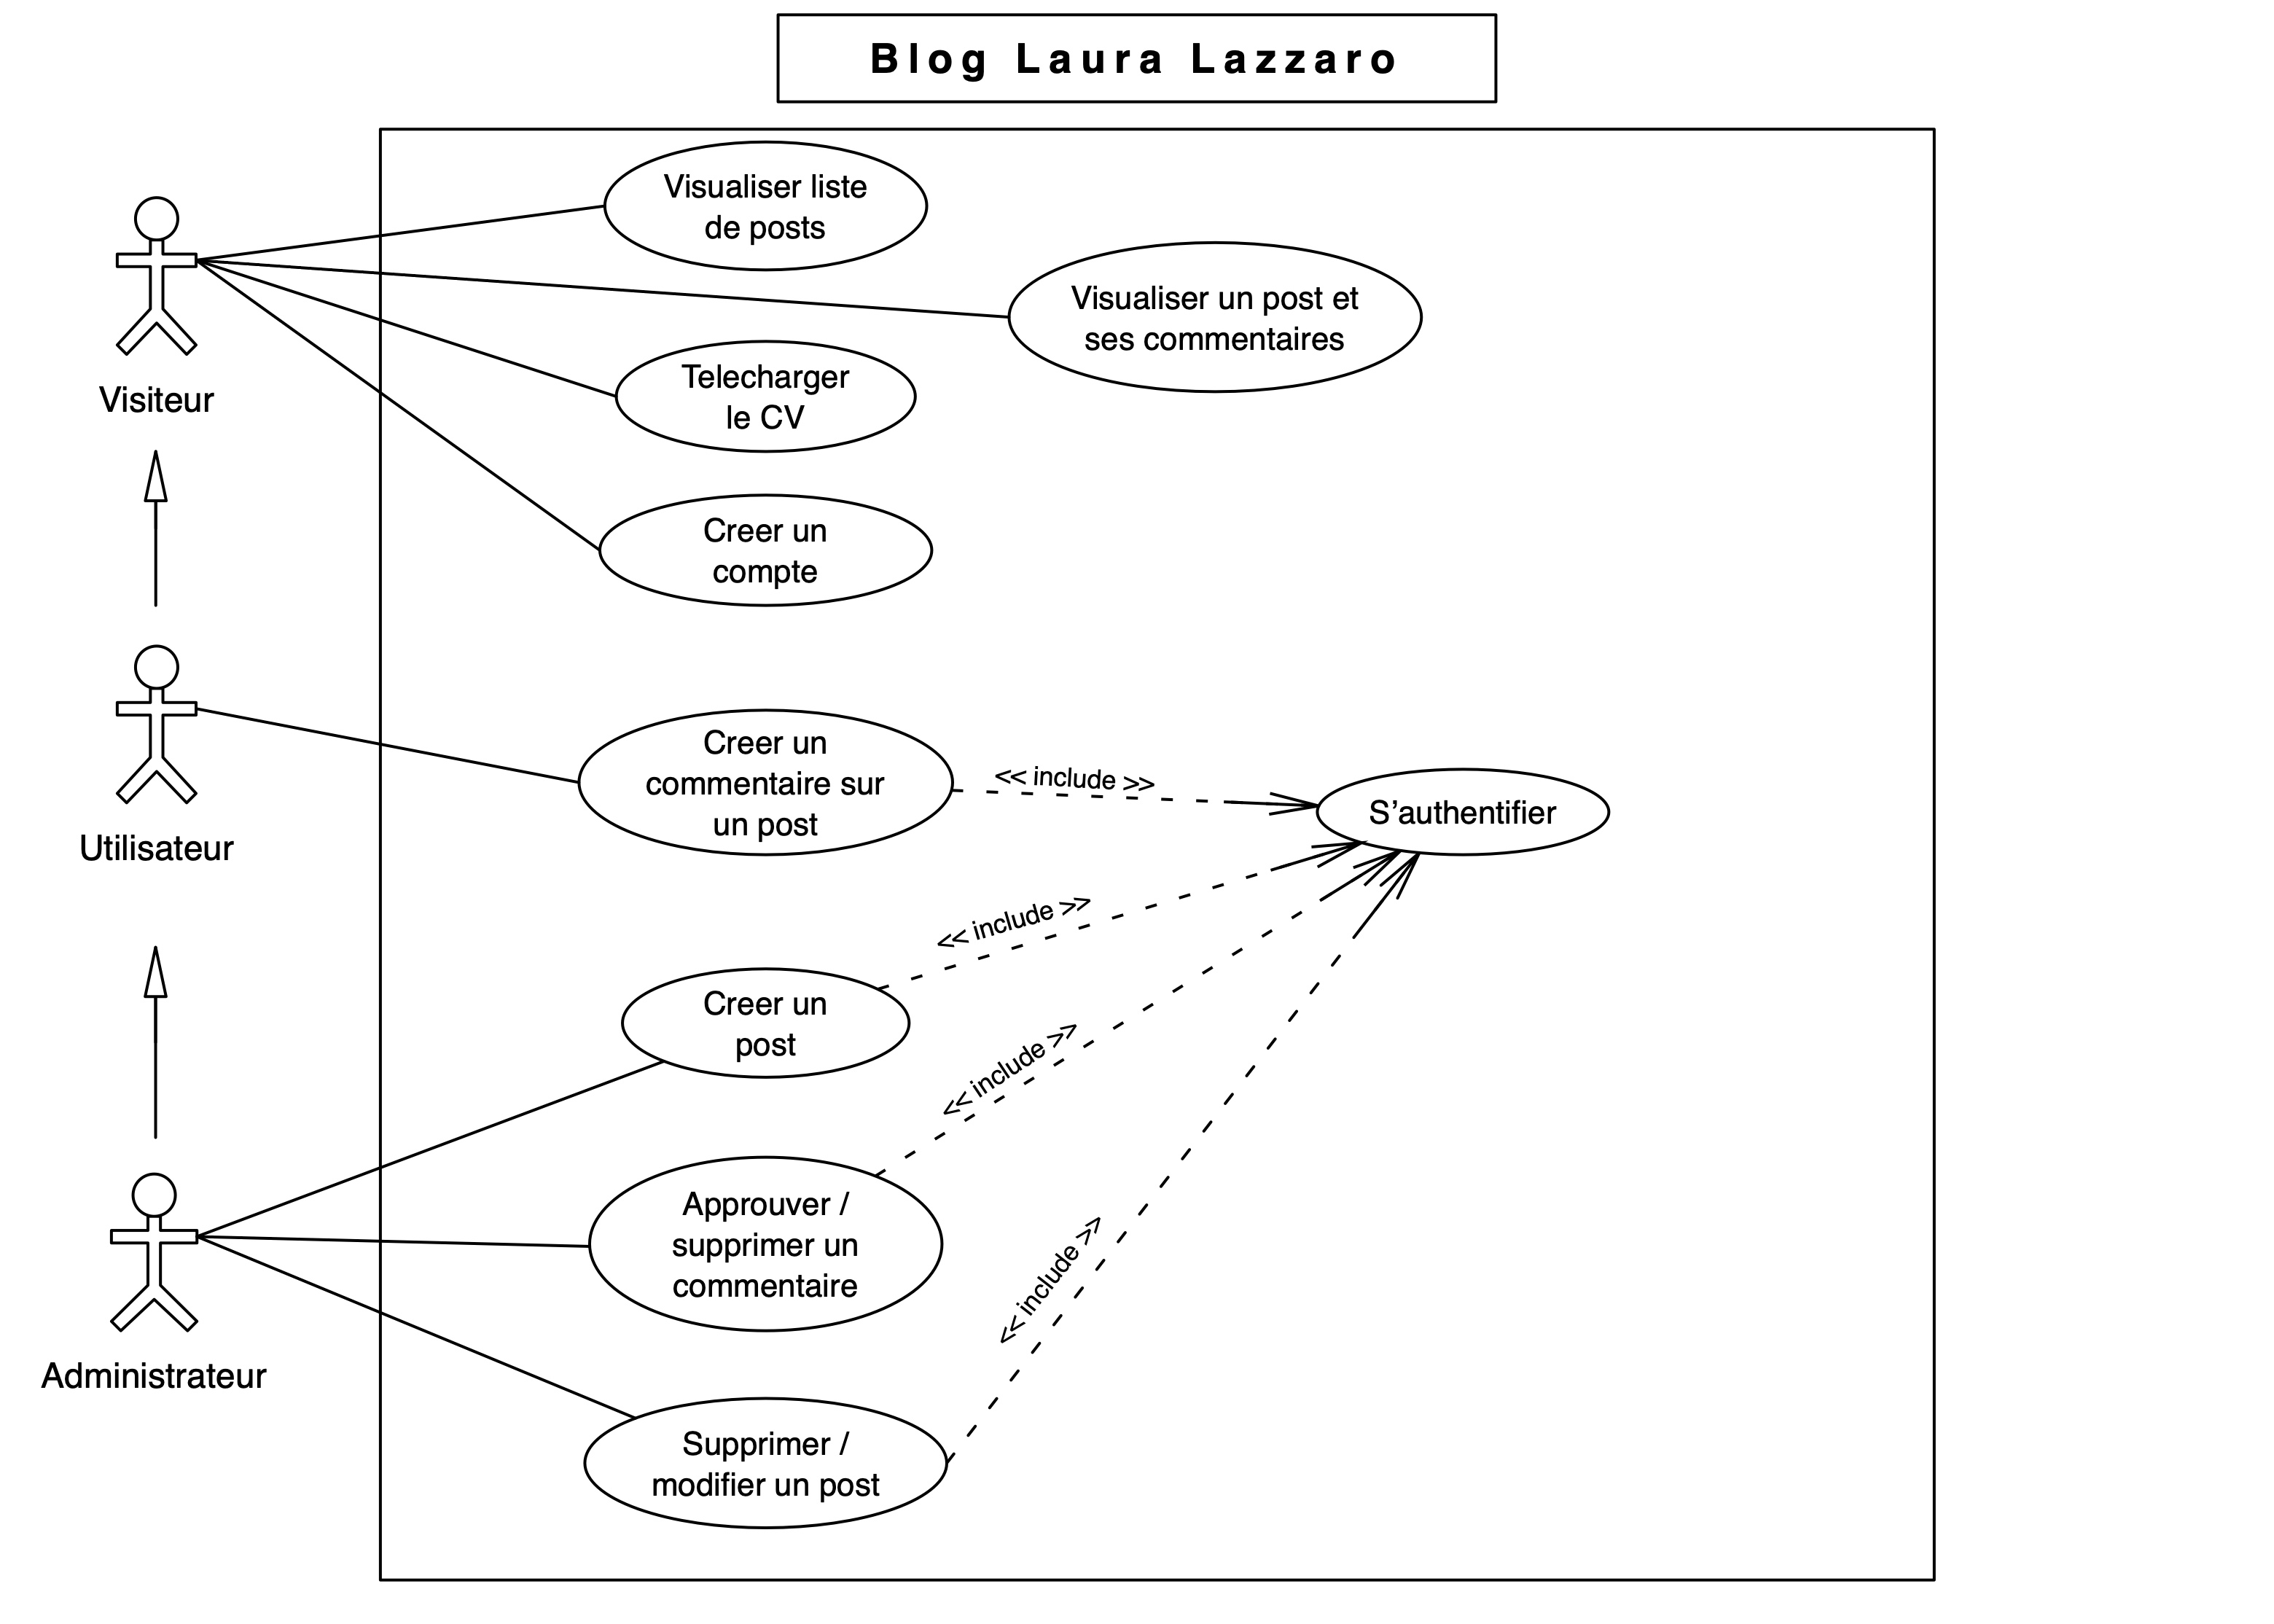 Blog Laura Lazzaro
Visualiser liste
de posts
Visualiser un post et
ses commentaires
Telecharger
le CV
Visiteur
Creer un
compte
Creer un
commentaire sur
un post
<< include >>
S'authentifier
Utilisateur
<< include >>
Creer un
post
<< include >>
Approuver /
supprimer un
commentaire
<< include >>
Administrateur
Supprimer /
modifier un post